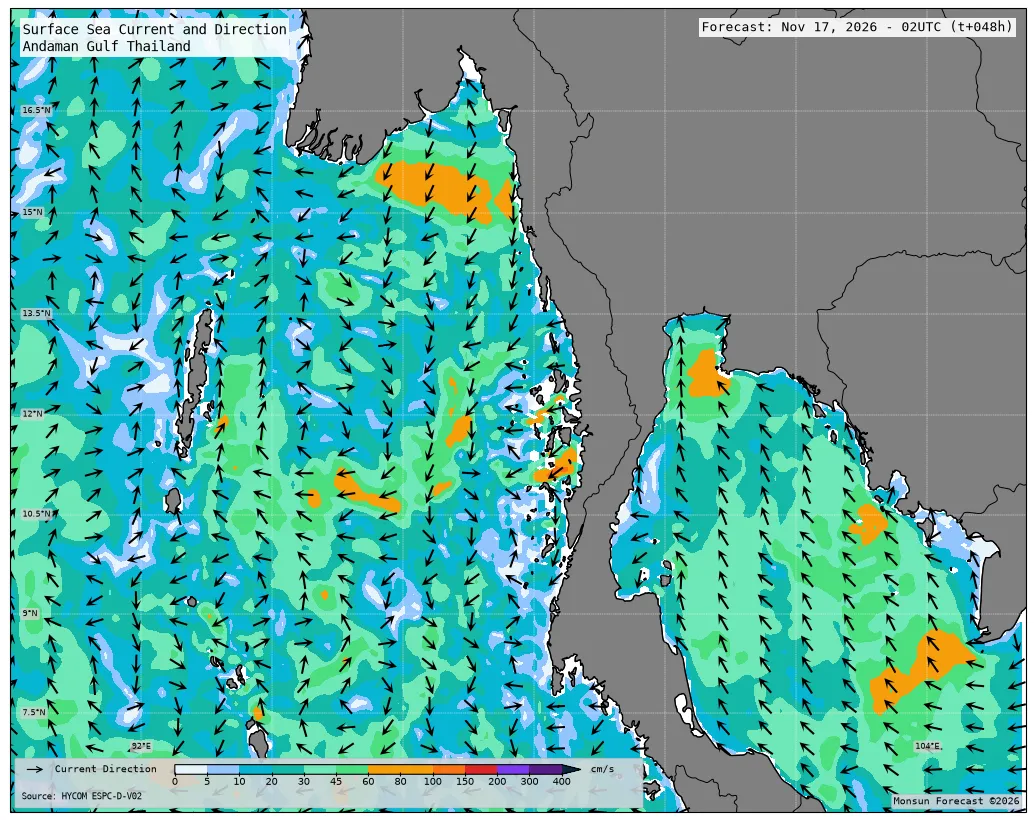 Surface Sea Current and Direction
Andaman Gulf Thailand
Forecast: Nov 17, 2026 - 02UTC (t+048h)
16.5°N
15°N
13.5°N
12°N
10.5°N
9°N
7.5°N
92°E
104°E
Current Direction
0 5 10 20 30 45 60 80 100 150 200 300 400
cm/s
Source: HYCOM ESPC-D-V02
Monsun Forecast ©2026